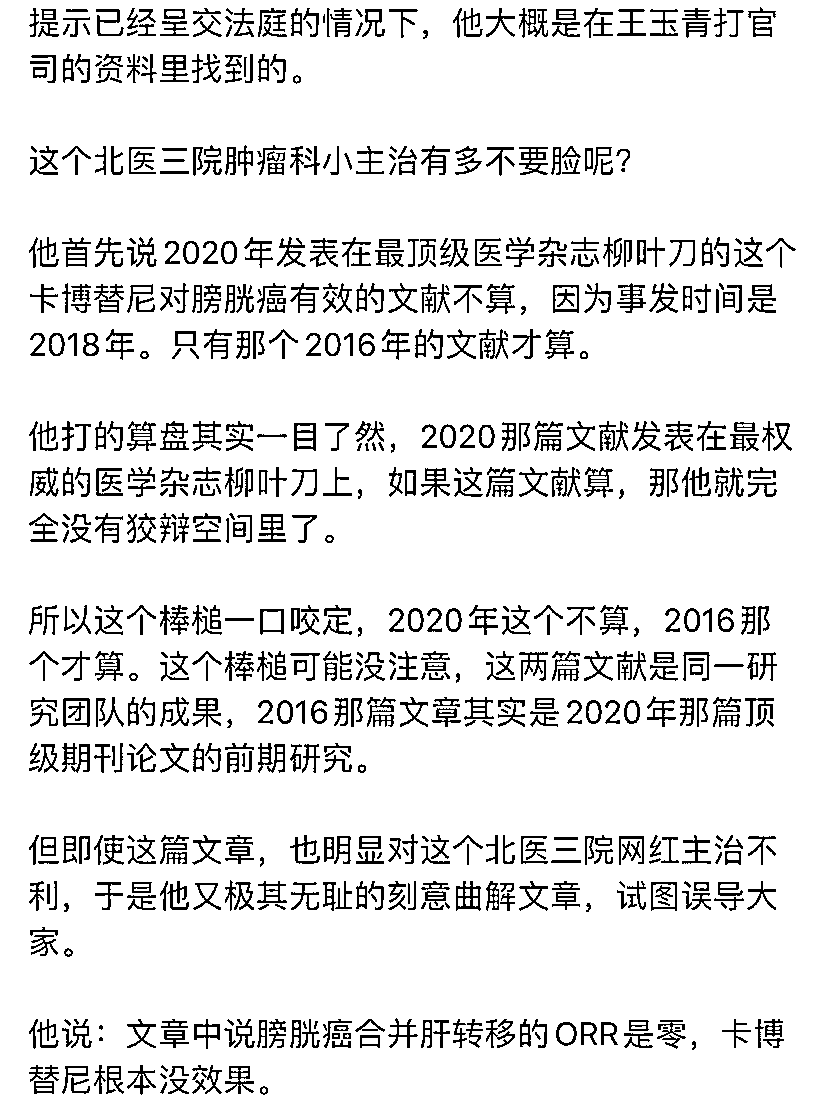 提示已经呈交法庭的情况下，他大概是在王玉青打官
司的资料里找到的。
这个北医三院肿瘤科小主治有多不要脸呢？
他首先说2020年发表在最顶级医学杂志柳叶刀的这个
卡博替尼对膀胱癌有效的文献不算，因为事发时间是
2018年。只有那个2016年的文献才算。
他打的算盘其实一目了然，2020那篇文献发表在最权
威的医学杂志柳叶刀上，如果这篇文献算，那他就完
全没有狡辩空间里了。
所以这个棒槌一口咬定，2020年这个不算，2016那
个才算。这个棒槌可能没注意，这两篇文献是同一研
究团队的成果，2016那篇文章其实是2020年那篇顶
级期刊论文的前期研究。
但即使这篇文章，也明显对这个北医三院网红主治不
利，于是他又极其无耻的刻意曲解文章，试图误导大
家。
他说：文章中说膀胱癌合并肝转移的ORR是零，卡博
替尼根本没效果。